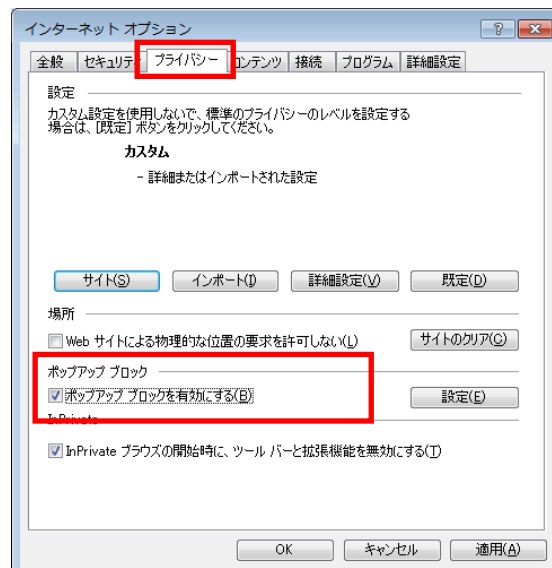 インターネット オプション
全般 セキュリティ プライバシー コンテンツ 接続 プログラム 詳細設定
設定
カスタム設定を使用しないで、標準のプライバシーのレベルを設定する
場合は、[既定] ボタンをクリックしてください。
カスタム
- 詳細またはインポートされた設定
サイト(S) インポート(I) 詳細設定(V) 既定(D)
場所
Web サイトによる物理的な位置の要求を許可しない(L) サイトのクリア(C)
ポップアップ ブロック
ポップアップ ブロックを有効にする(B) 設定(E)
InPrivate
InPrivate ブラウズの開始時に、ツール バーと拡張機能を無効にする(T)
OK キャンセル 適用(A)